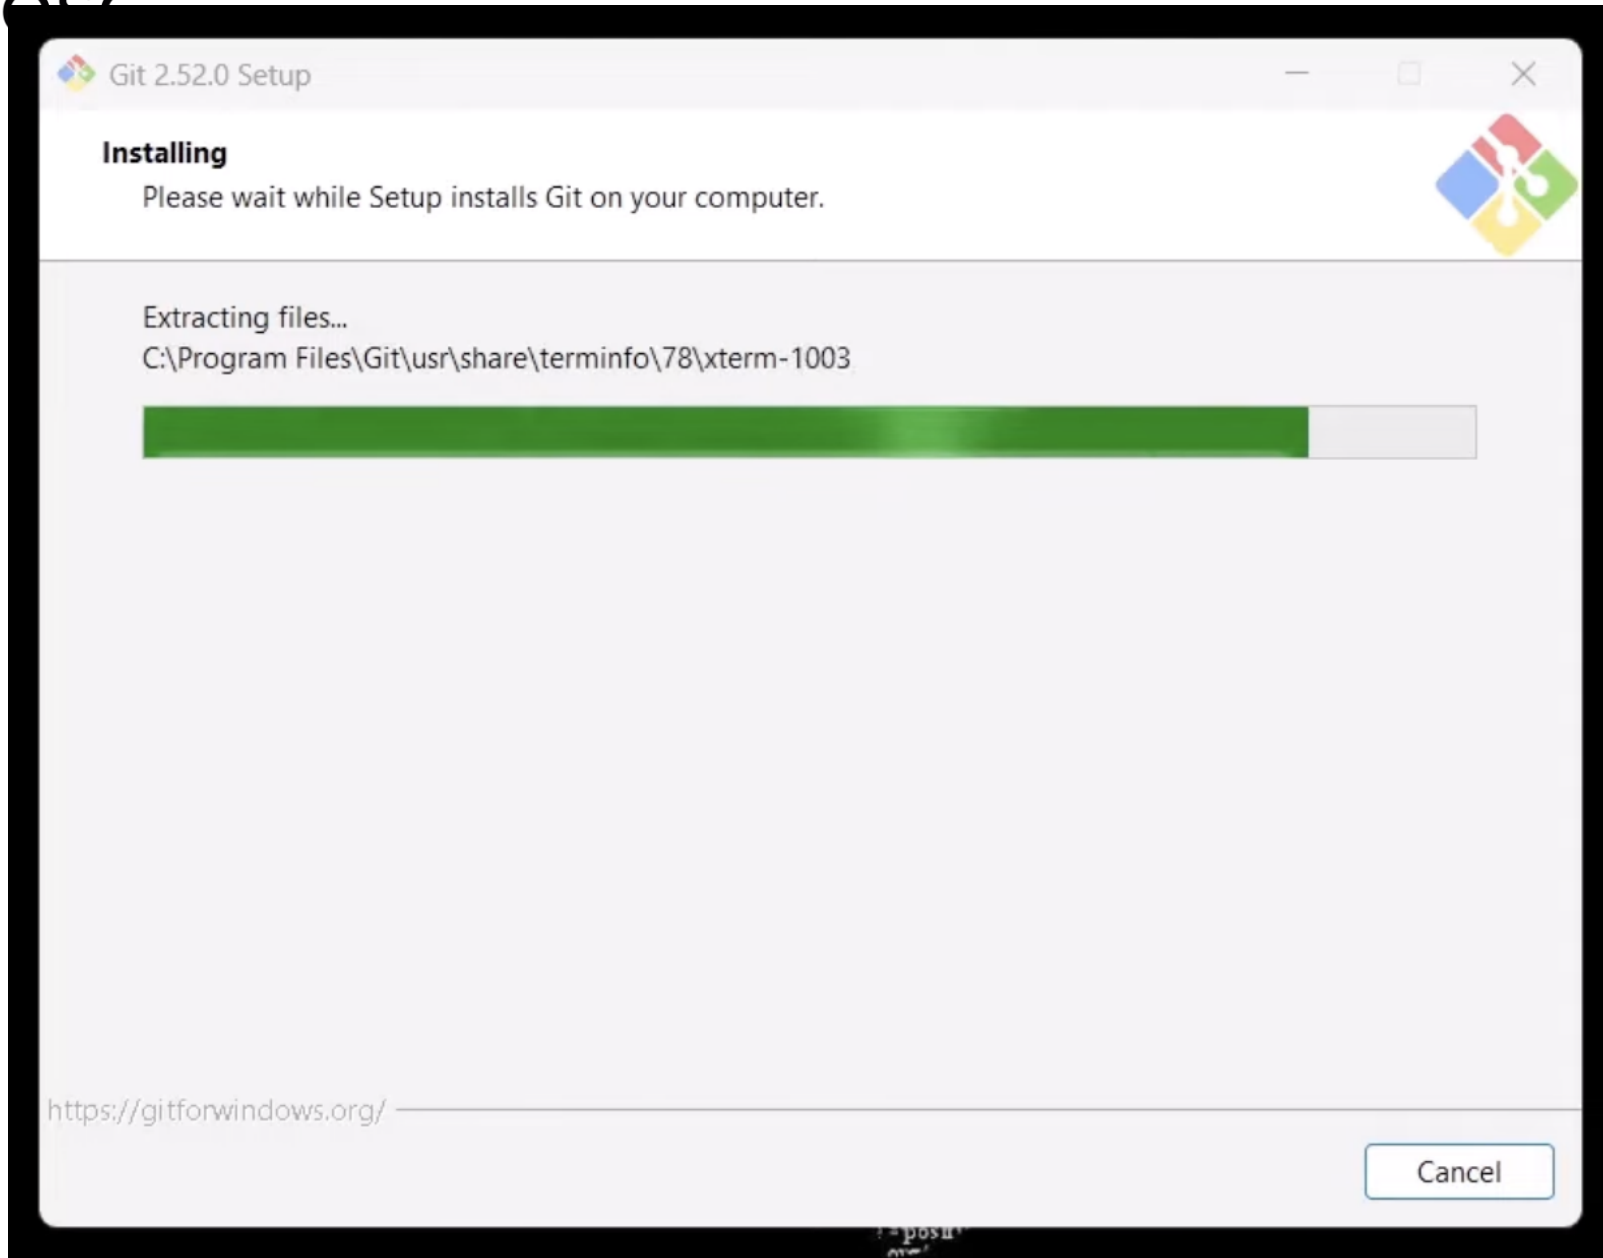 Git 2.52.0 Setup
Installing
Please wait while Setup installs Git on your computer.
Extracting files...
C:\Program Files\Git\usr\share\terminfo\78\xterm-1003
https://gitforwindows.org/
Cancel